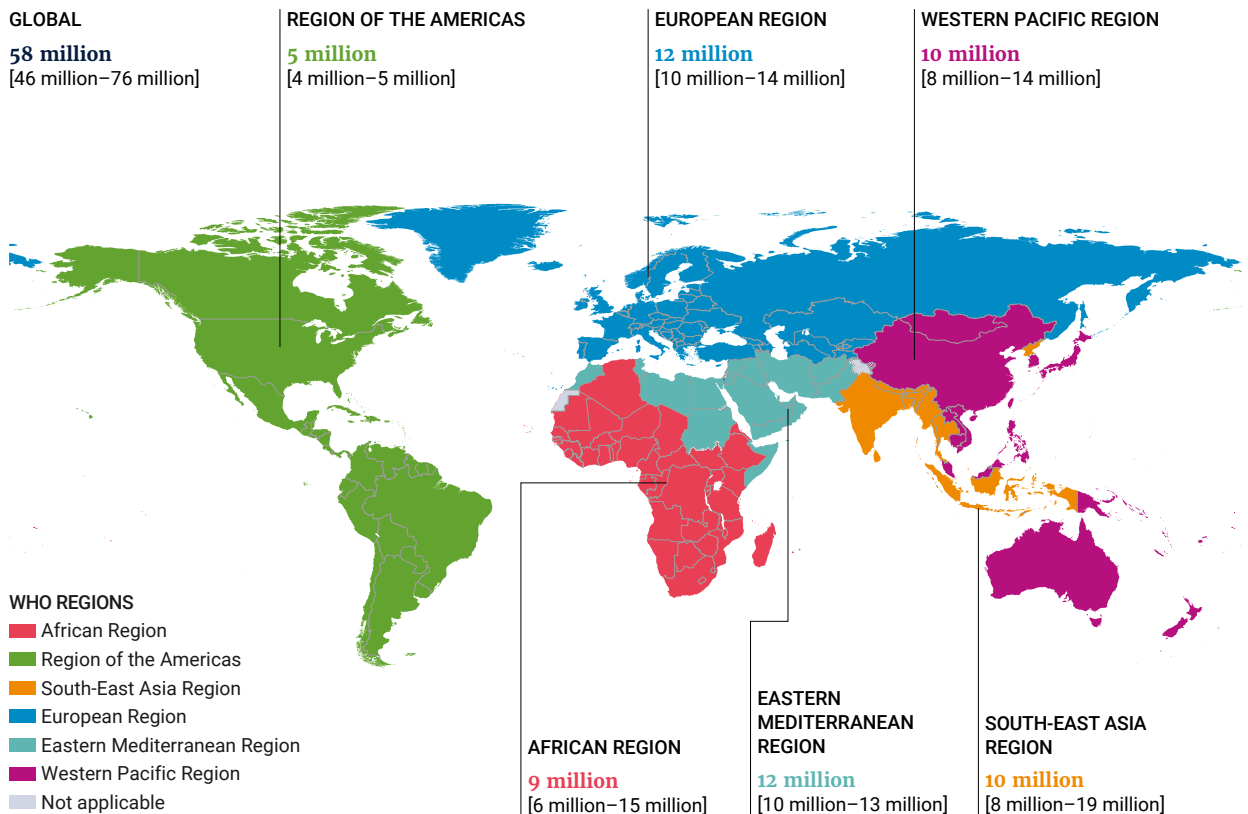 GLOBAL
58 million
[46 million–76 million]
REGION OF THE AMERICAS
5 million
[4 million–5 million]
EUROPEAN REGION
12 million
[10 million–14 million]
WESTERN PACIFIC REGION
10 million
[8 million–14 million]
WHO REGIONS
African Region
Region of the Americas
South-East Asia Region
European Region
Eastern Mediterranean Region
Western Pacific Region
Not applicable
AFRICAN REGION
9 million
[6 million–15 million]
EASTERN
MEDITERRANEAN
REGION
12 million
[10 million–13 million]
SOUTH-EAST ASIA
REGION
10 million
[8 million–19 million]